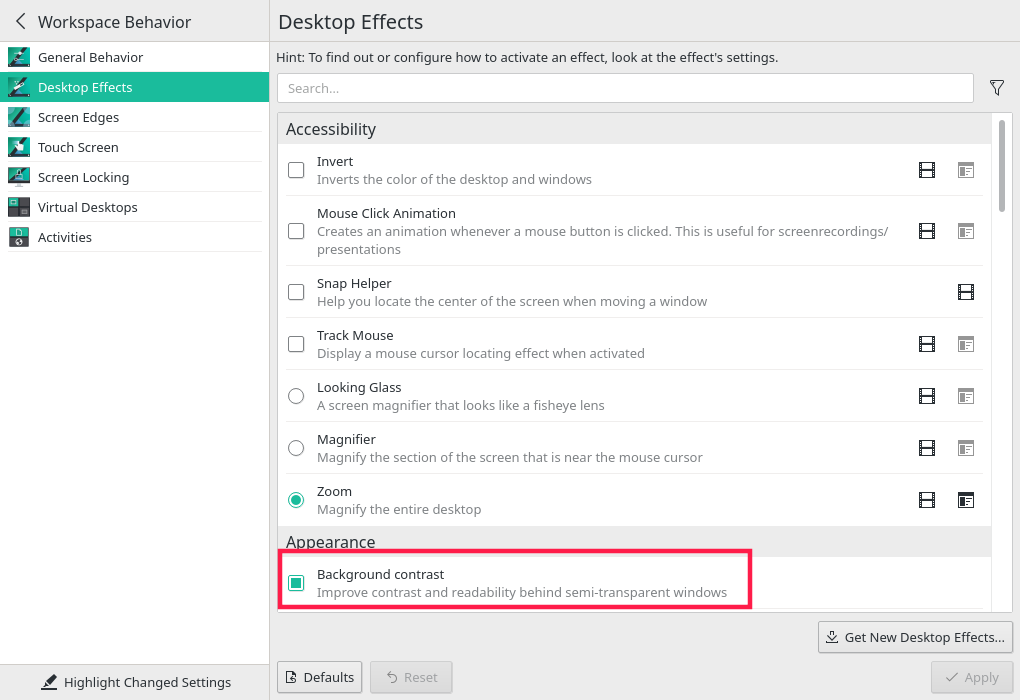 Workspace Behavior
General Behavior
Desktop Effects
Screen Edges
Touch Screen
Screen Locking
Virtual Desktops
Activities
Highlight Changed Settings
Desktop Effects
Hint: To find out or configure how to activate an effect, look at the effect's settings.
Search...
Accessibility
Invert
Inverts the color of the desktop and windows
Mouse Click Animation
Creates an animation whenever a mouse button is clicked. This is useful for screenrecordings/
presentations
Snap Helper
Help you locate the center of the screen when moving a window
Track Mouse
Display a mouse cursor locating effect when activated
Looking Glass
A screen magnifier that looks like a fisheye lens
Magnifier
Magnify the section of the screen that is near the mouse cursor
Zoom
Magnify the entire desktop
Appearance
Background contrast
Improve contrast and readability behind semi-transparent windows
Get New Desktop Effects...
Defaults
Reset
Apply